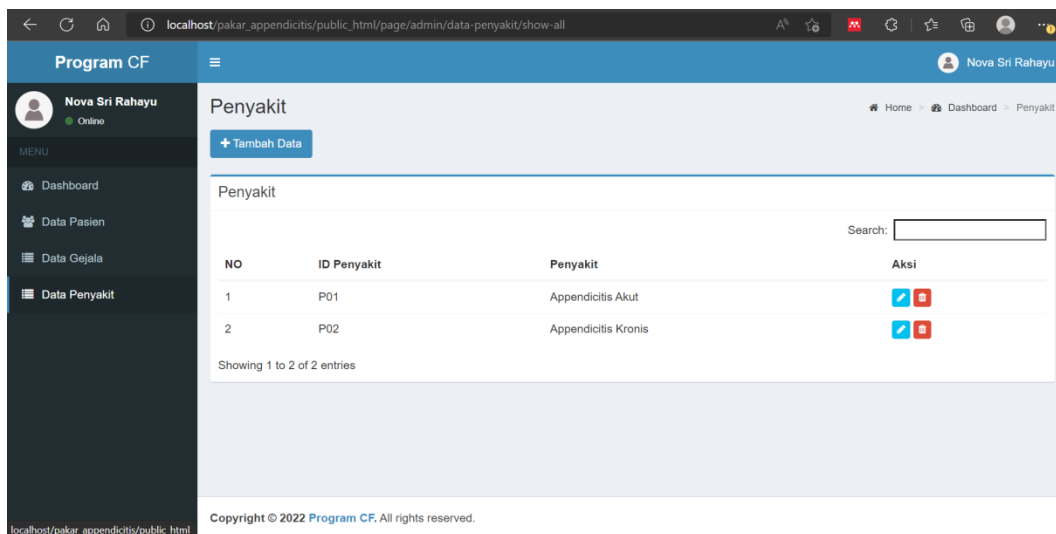 localhost/pakar_appendicitis/public_html/page/admin/data-penyakit/show-all
Program CF
Nova Sri Rahayu
Nova Sri Rahayu
Online
MENU
Dashboard
Data Pasien
Data Gejala
Data Penyakit
Penyakit
Home > Dashboard > Penyakit
+ Tambah Data
Penyakit
Search:
NO ID Penyakit Penyakit Aksi
1 P01 Appendicitis Akut
2 P02 Appendicitis Kronis
Showing 1 to 2 of 2 entries
Copyright © 2022 Program CF. All rights reserved.
localhost/pakar_appendicitis/public_html